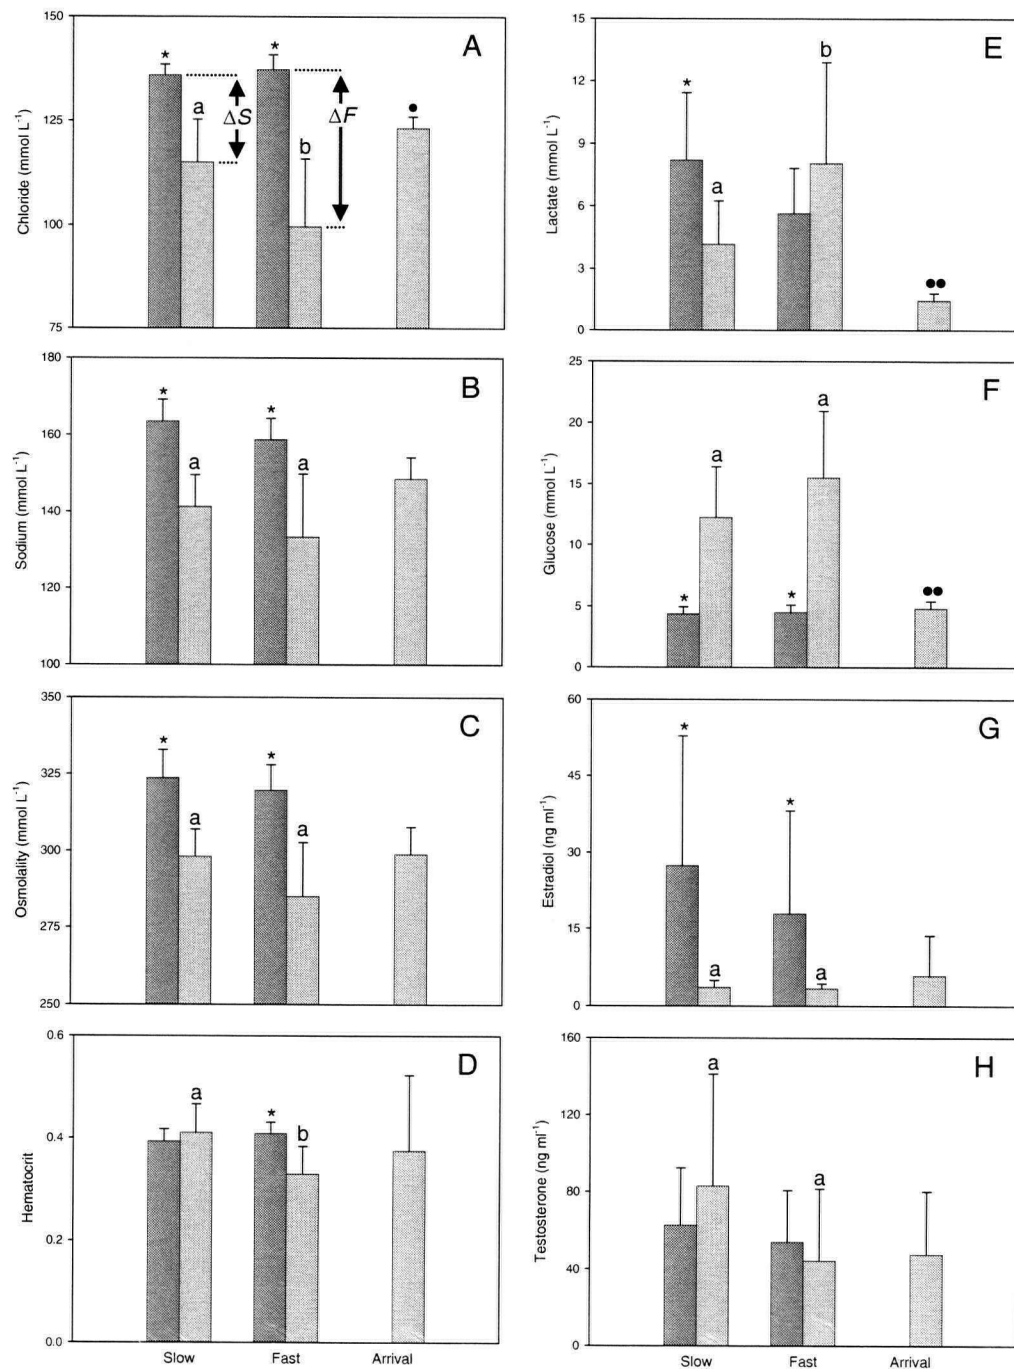 A
Chloride (mmol L-1)
150
125
100
75
*
a
ΔS
*
b
ΔF
●
B
Sodium (mmol L-1)
180
160
140
120
100
*
a
*
a
C
Osmolality (mmol L-1)
350
325
300
275
250
*
a
*
a
D
Hematocrit
0.6
0.4
0.2
0.0
a
*
b
Slow Fast Arrival
E
Lactate (mmol L-1)
15
12
9
6
3
0
*
a
b
●●
F
Glucose (mmol L-1)
25
20
15
10
5
0
*
a
*
a
●●
G
Estradiol (ng ml-1)
60
45
30
15
0
*
a
*
a
H
Testosterone (ng ml-1)
160
120
80
40
0
a
a
Slow Fast Arrival